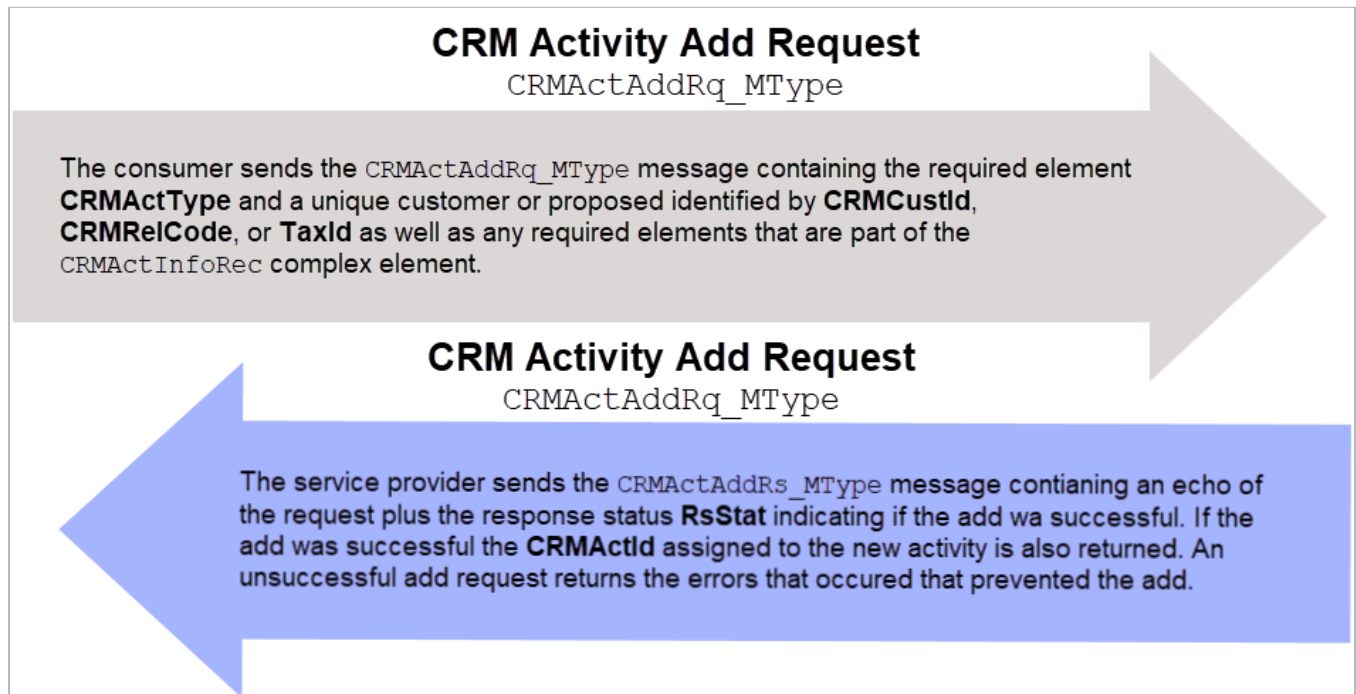 CRM Activity Add Request
CRMActAddRq_MType
The consumer sends the CRMActAddRq_MType message containing the required element
CRMActType and a unique customer or proposed identified by CRMCustId,
CRMRelCode, or TaxId as well as any required elements that are part of the
CRMActInfoRec complex element.
CRM Activity Add Request
CRMActAddRq_MType
The service provider sends the CRMActAddRs_MType message contianing an echo of
the request plus the response status RsStat indicating if the add wa successful. If the
add was successful the CRMActId assigned to the new activity is also returned. An
unsuccessful add request returns the errors that occured that prevented the add.